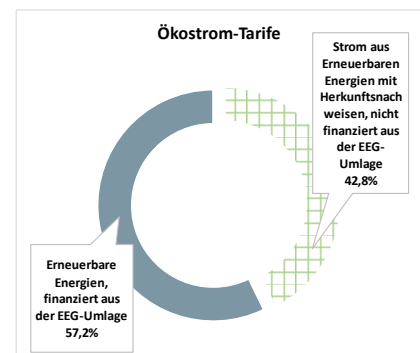 Ökostrom-Tarife
Strom aus
Erneuerbaren
Energien mit
Herkunftsnach
weisen, nicht
finanziert aus
der EEG-
Umlage
42,8%
Erneuerbare
Energien,
finanziert aus
der EEG-Umlage
57,2%